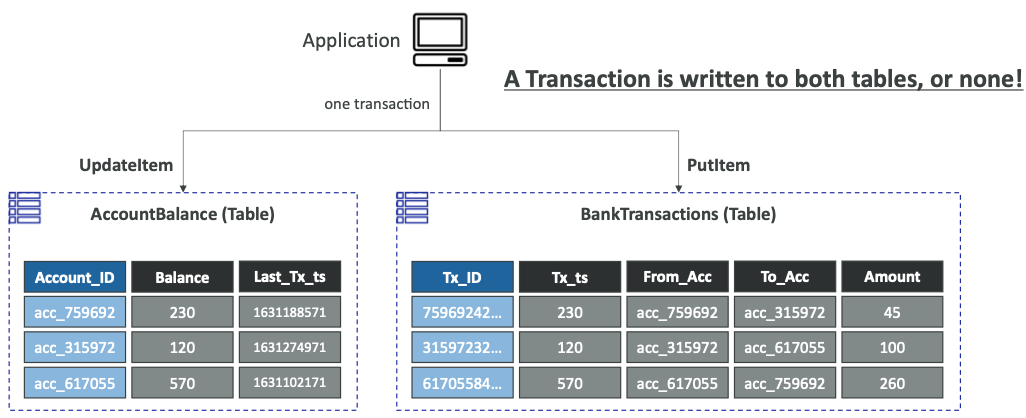 Application
A Transaction is written to both tables, or none!
one transaction
UpdateItem
PutItem
AccountBalance (Table)
Account_ID Balance Last_Tx_ts
acc_759692 230 1631188571
acc_315972 120 1631274971
acc_617055 570 1631102171
BankTransactions (Table)
Tx_ID Tx_ts From_Acc To_Acc Amount
75969242... 230 acc_759692 acc_315972 45
31597232... 120 acc_315972 acc_617055 100
61705584... 570 acc_617055 acc_759692 260